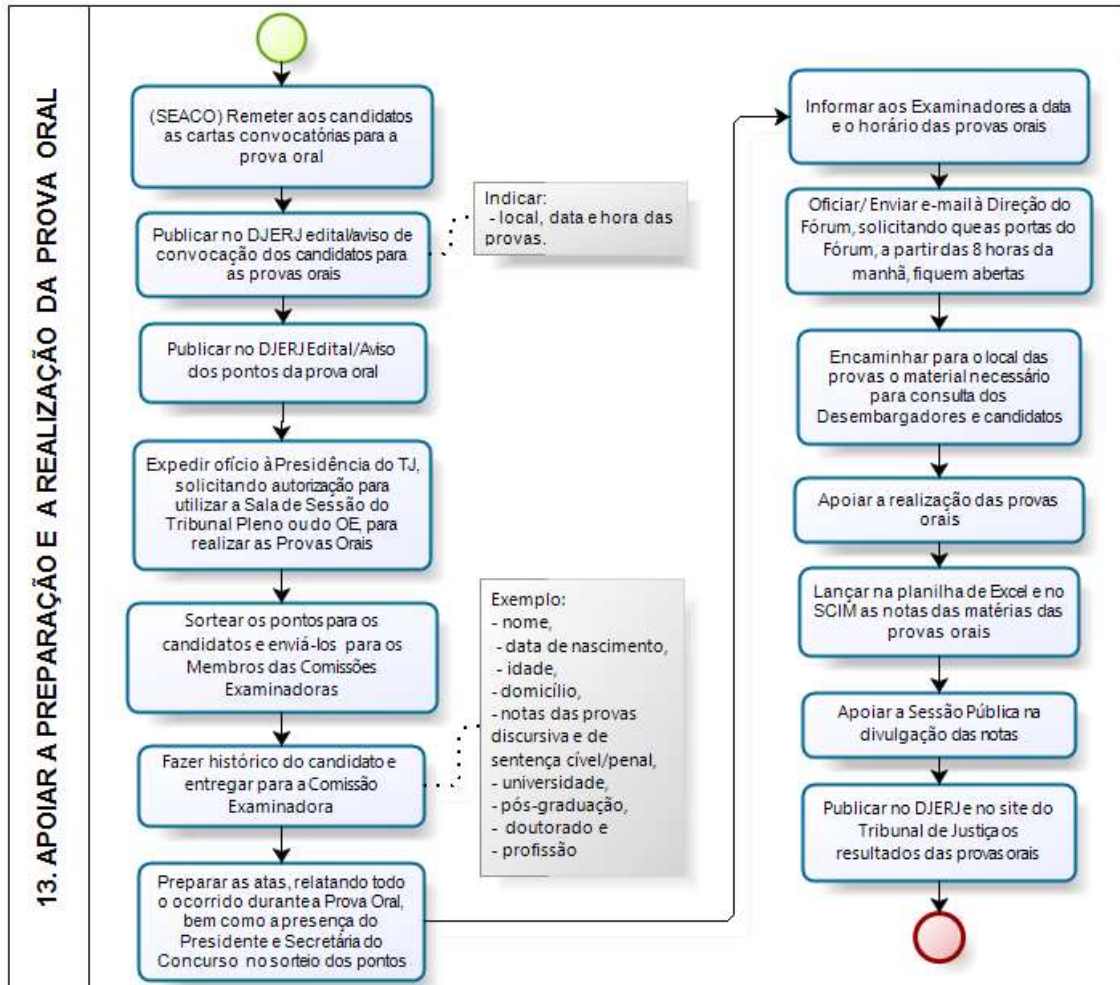 13. APOIAR A PREPARAÇÃO E A REALIZAÇÃO DA PROVA ORAL
(SEACO) Remeter aos candidatos
as cartas convocatórias para a
prova oral
Publicar no DJERJ edital/aviso de
convocação dos candidatos para
as provas orais
Indicar:
- local, data e hora das
provas.
Publicar no DJERJ Edital/Aviso
dos pontos da prova oral
Expedir ofício à Presidência do TJ,
solicitando autorização para
utilizar a Sala de Sessão do
Tribunal Pleno ou do OE, para
realizar as Provas Orais
Sortear os pontos para os
candidatos e enviá-los para os
Membros das Comissões
Examinadoras
Fazer histórico do candidato e
entregar para a Comissão
Examinadora
Exemplo:
- nome,
- data de nascimento,
- idade,
- domicílio,
- notas das provas
discursiva e de
sentença cível/penal,
- universidade,
- pós-graduação,
- doutorado e
- profissão
Preparar as atas, relatando todo
o ocorrido durante a Prova Oral,
bem como a presença do
Presidente e Secretária do
Concurso no sorteio dos pontos
Informar aos Examinadores a data
e o horário das provas orais
Oficiar/ Enviar e-mail à Direção do
Fórum, solicitando que as portas do
Fórum, a partir das 8 horas da
manhã, fiquem abertas
Encaminhar para o local das
provas o material necessário
para consulta dos
Desembargadores e candidatos
Apoiar a realização das provas
orais
Lançar na planilha de Excel e no
SCIM as notas das matérias das
provas orais
Apoiar a Sessão Pública na
divulgação das notas
Publicar no DJERJ e no site do
Tribunal de Justiça os
resultados das provas orais